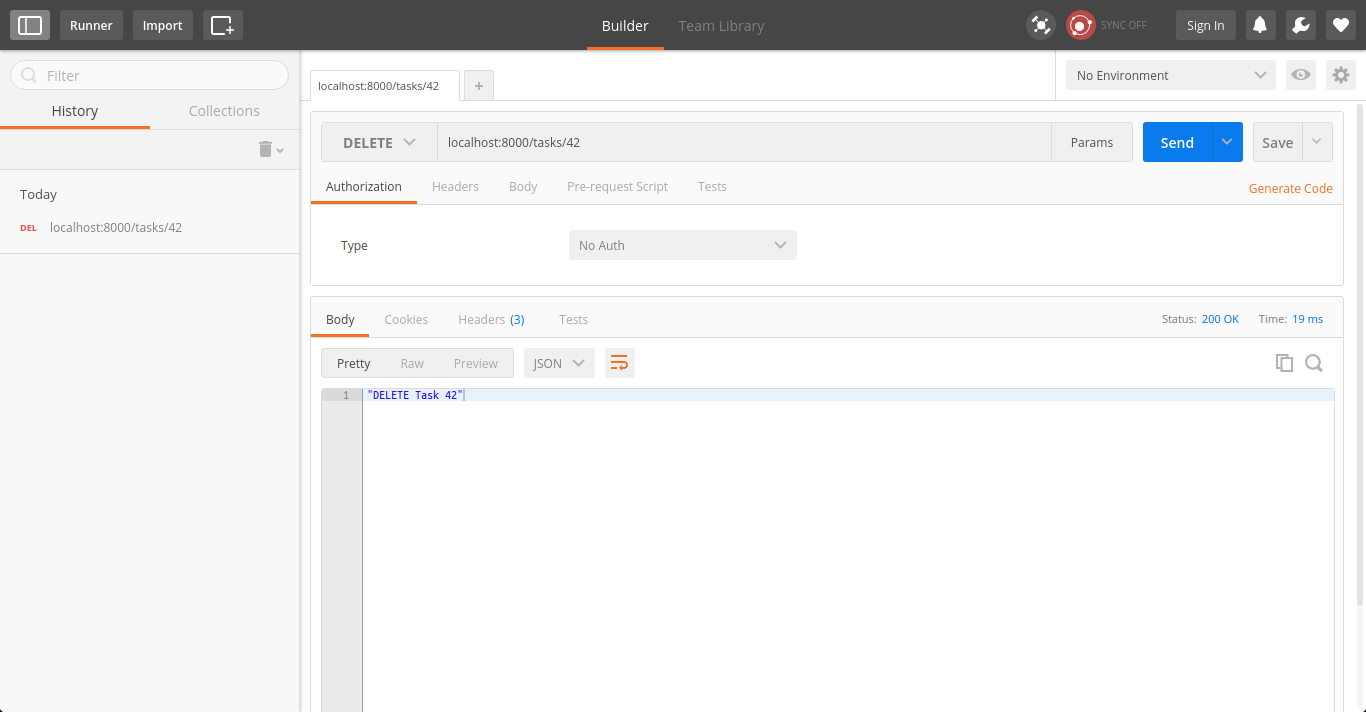 Runner Import Builder Team Library SYNC OFF Sign In
Filter
History Collections
Today
DEL localhost:8000/tasks/42
localhost:8000/tasks/42 + No Environment
DELETE localhost:8000/tasks/42 Params Send Save
Authorization Headers Body Pre-request Script Tests Generate Code
Type No Auth
Body Cookies Headers (3) Tests Status: 200 OK Time: 19 ms
Pretty Raw Preview JSON
1 "DELETE Task 42"